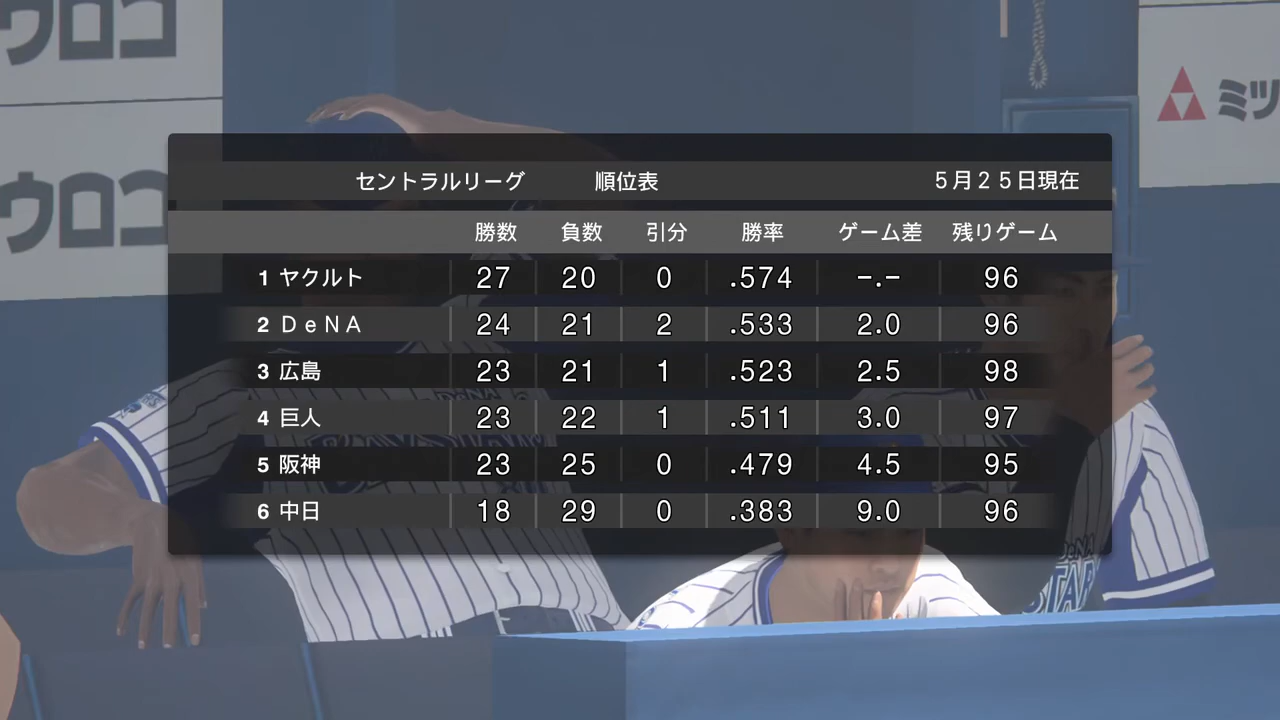 ウロコ
ミツ
ウロコ
セントラルリーグ 順位表 5月25日現在
勝数 負数 引分 勝率 ゲーム差 残りゲーム
1 ヤクルト 27 20 0 .574 -.- 96
2 DeNA 24 21 2 .533 2.0 96
3 広島 23 21 1 .523 2.5 98
4 巨人 23 22 1 .511 3.0 97
5 阪神 23 25 0 .479 4.5 95
6 中日 18 29 0 .383 9.0 96
DeNA
STAR